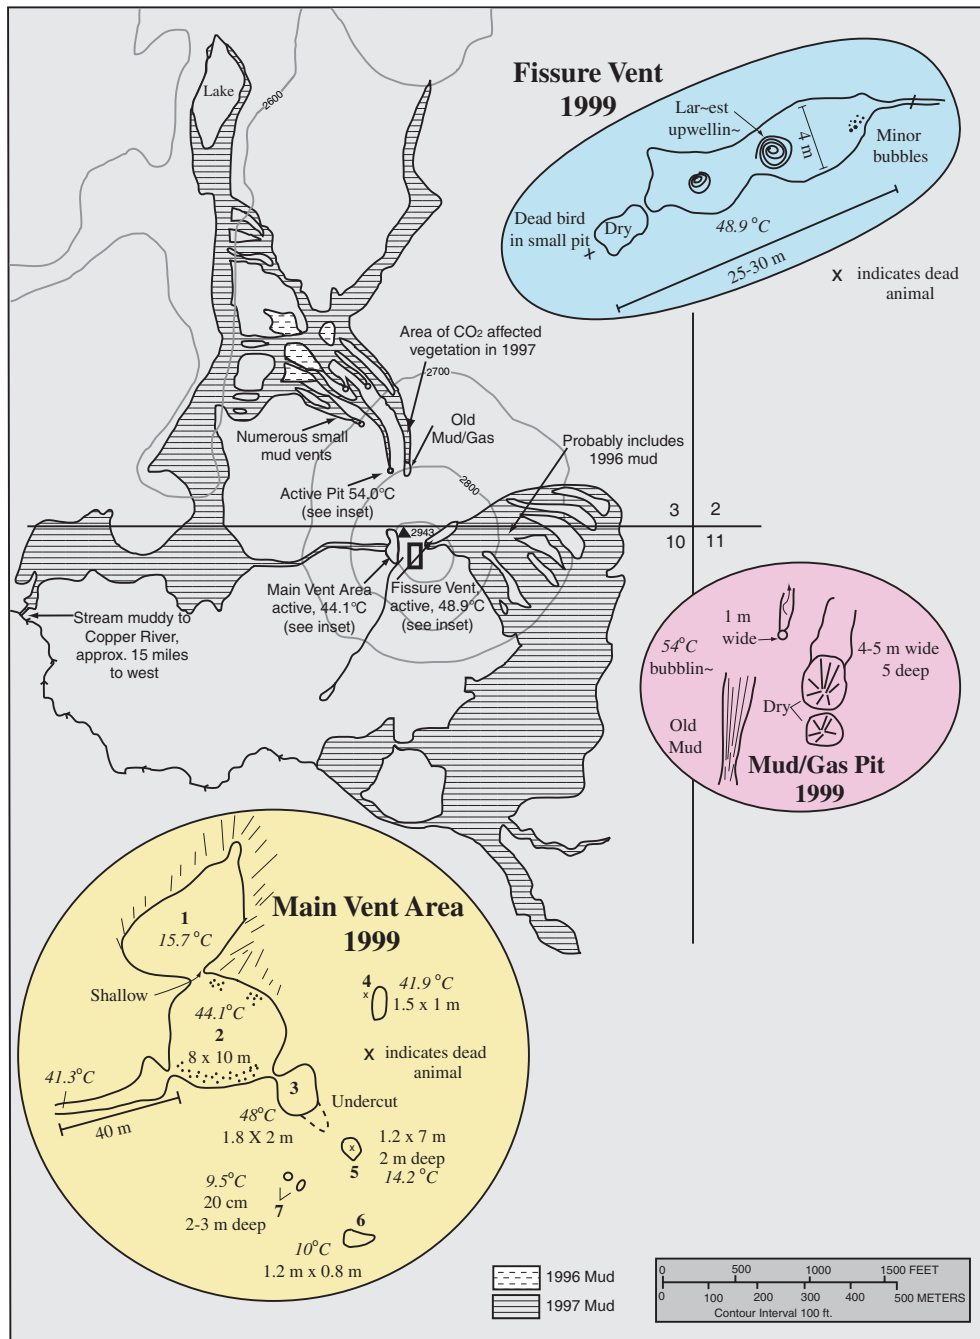 Lake
2600
Fissure Vent
1999
Lar~est
upwellin~
4 m
Minor
bubbles
Dead bird
in small pit
x
Dry
48.9 °C
25-30 m
x indicates dead
animal
Area of CO2 affected
vegetation in 1997
2700
Numerous small
mud vents
Old
Mud/Gas
Probably includes
1996 mud
2800
Active Pit 54.0°C
(see inset)
3 2
10 11
2943
Main Vent Area
active, 44.1°C
(see inset)
Fissure Vent,
active, 48.9°C
(see inset)
Stream muddy to
Copper River,
approx. 15 miles
to west
1 m
wide
54°C
bubblin~
4-5 m wide
5 deep
Dry
Old
Mud
Mud/Gas Pit
1999
Main Vent Area
1999
1
15.7 °C
Shallow
44.1°C
2
8 x 10 m
4
x
41.9 °C
1.5 x 1 m
x indicates dead
animal
41.3°C
40 m
3
48°C
1.8 X 2 m
Undercut
x
5
1.2 x 7 m
2 m deep
14.2 °C
9.5°C
20 cm
2-3 m deep
7
6
10°C
1.2 m x 0.8 m
1996 Mud
1997 Mud
0 500 1000 1500 FEET
0 100 200 300 400 500 METERS
Contour Interval 100 ft.